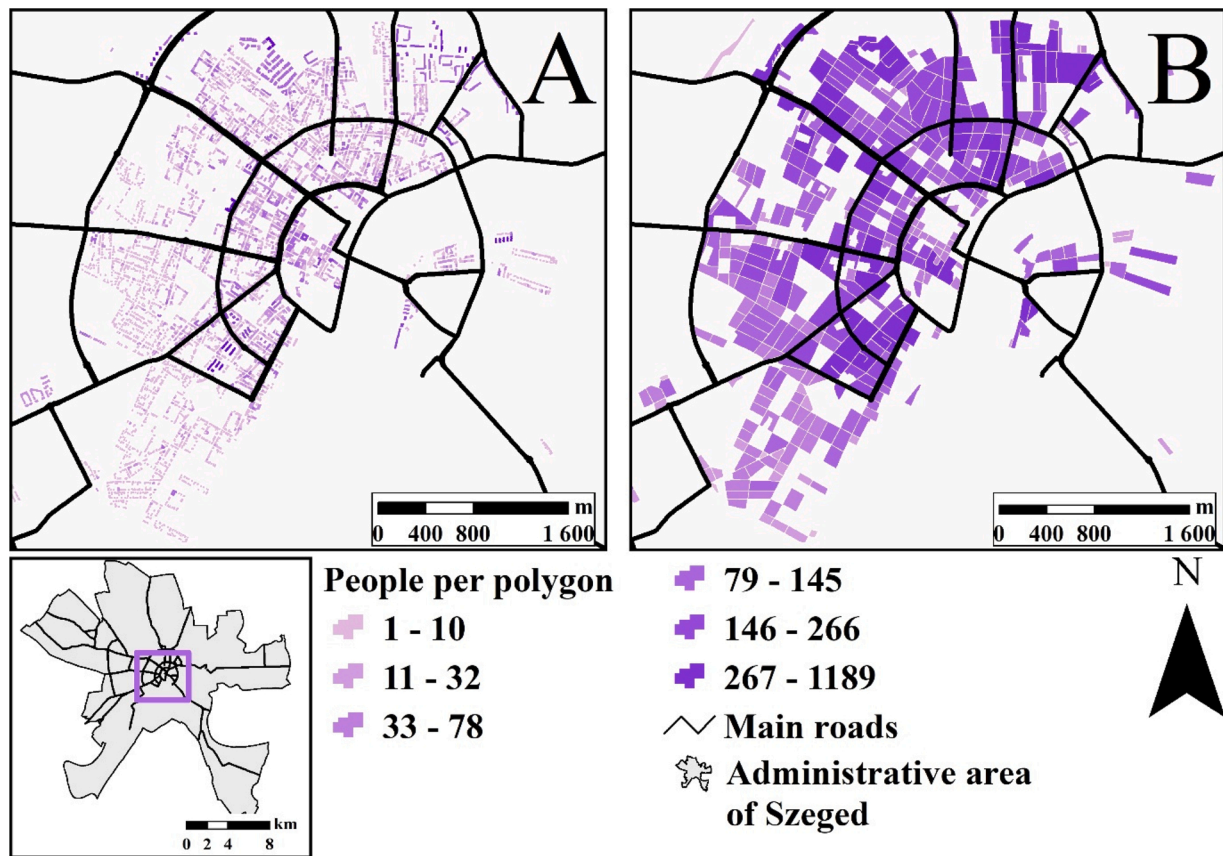 A
B
m
0 400 800 1 600
m
0 400 800 1 600
People per polygon
1 - 10
11 - 32
33 - 78
79 - 145
146 - 266
267 - 1189
Main roads
Administrative area
of Szeged
N
km
0 2 4 8